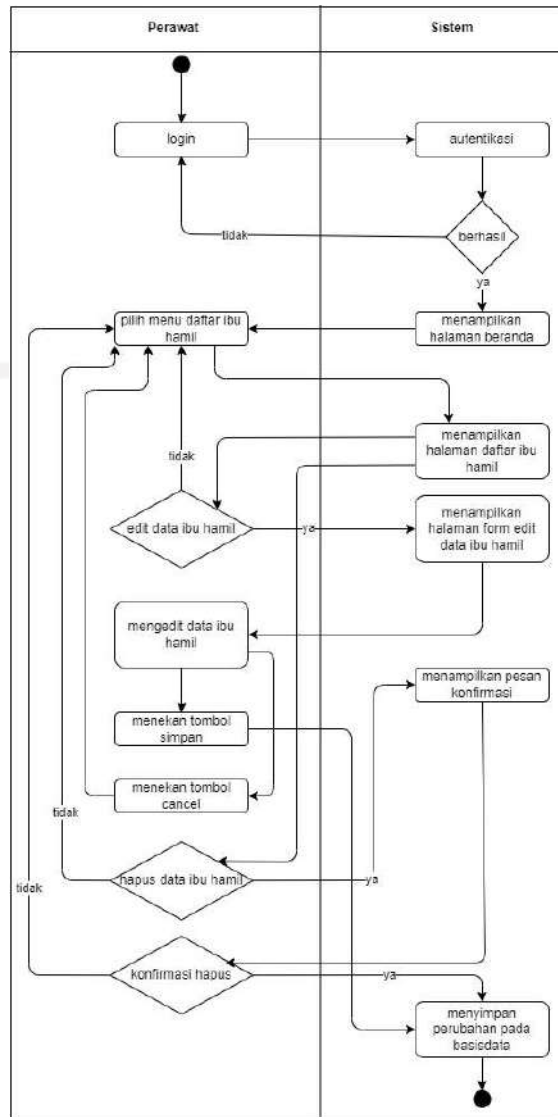 Perawat
Sistem
login
autentikasi
berhasil
tidak
ya
pilih menu daftar ibu
hamil
menampilkan
halaman beranda
menampilkan
halaman daftar ibu
hamil
tidak
edit data ibu hamil
ya
menampilkan
halaman form edit
data ibu hamil
mengedit data ibu
hamil
menampilkan pesan
konfirmasi
menekan tombol
simpan
menekan tombol
cancel
tidak
hapus data ibu hamil
ya
tidak
konfirmasi hapus
ya
menyimpan
perubahan pada
basisdata